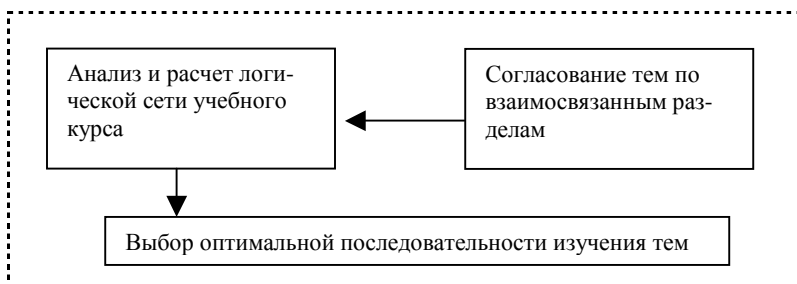 Анализ и расчет логи-
ческой сети учебного
курса
Согласование тем по
взаимосвязанным раз-
делам
Выбор оптимальной последовательности изучения тем